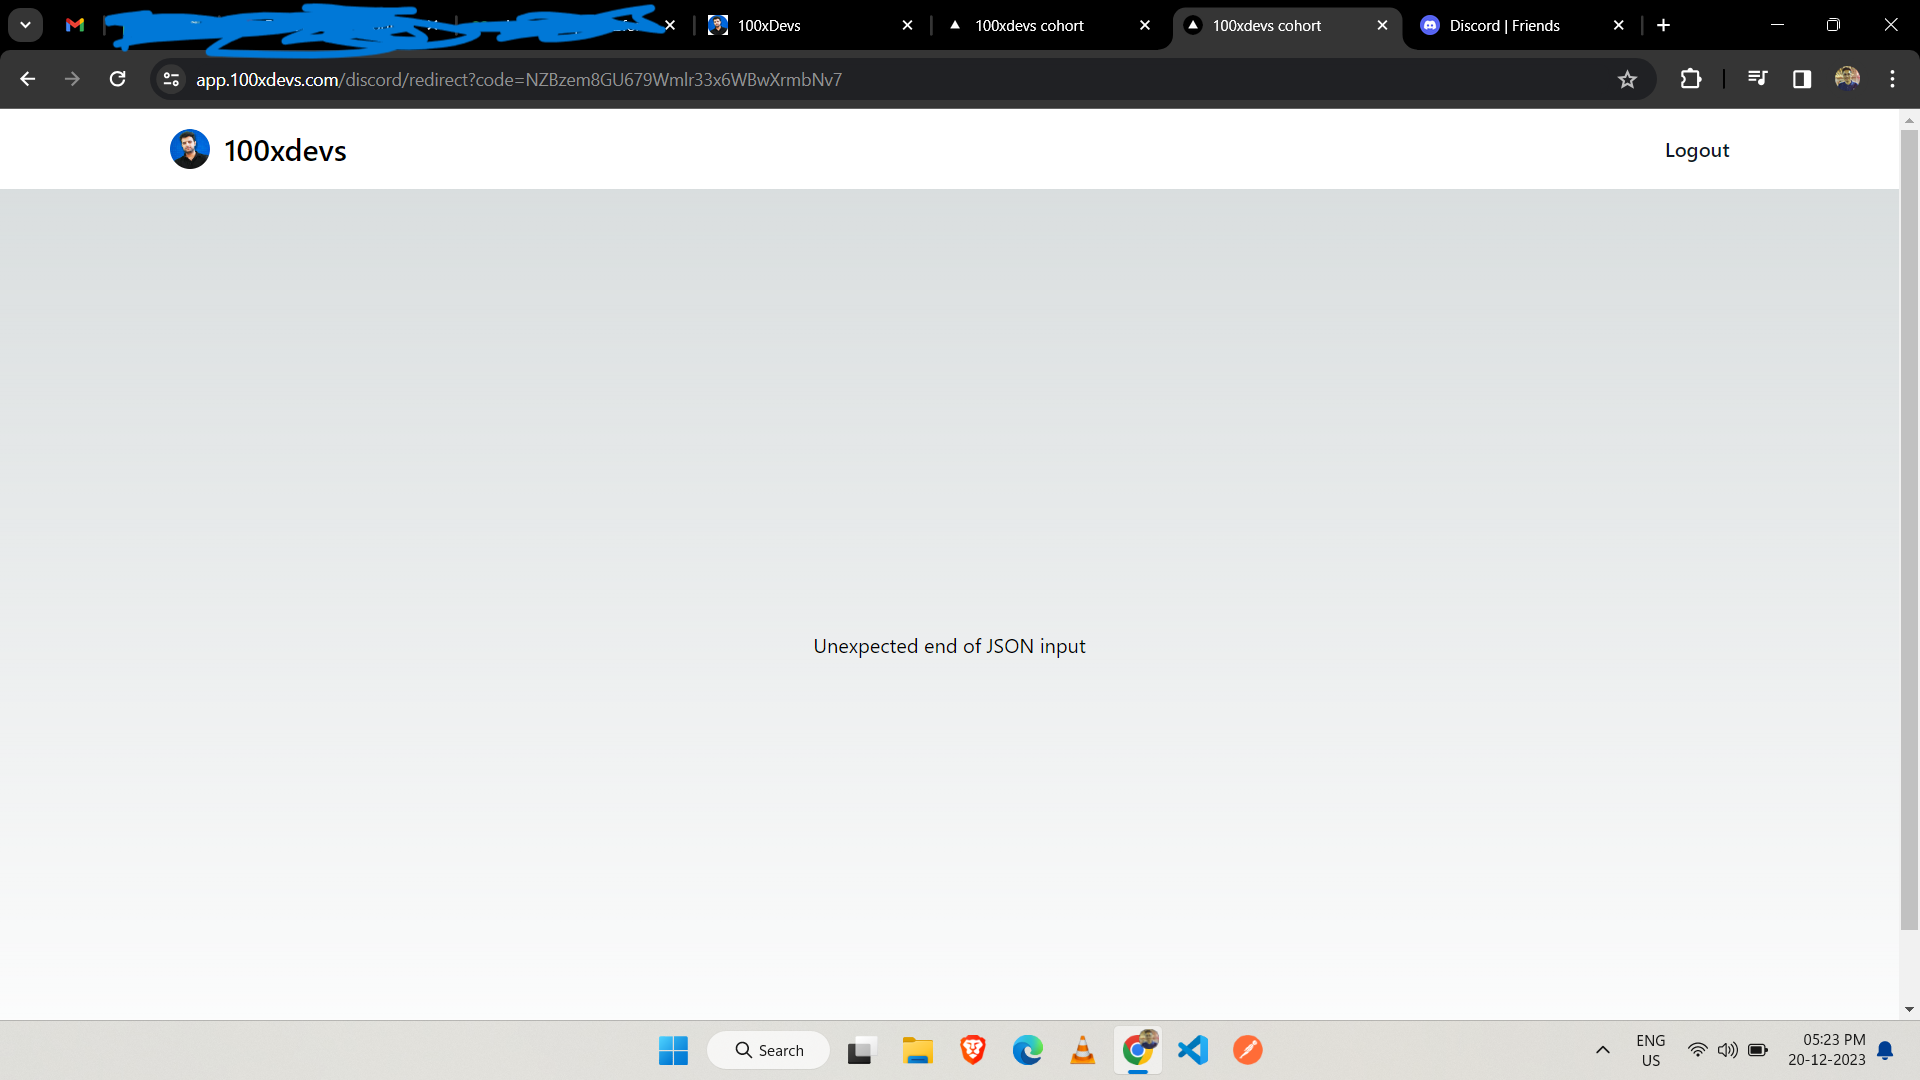 100xDevs
100xdevs cohort
100xdevs cohort
Discord | Friends
app.100xdevs.com/discord/redirect?code=NZBzem8GU679Wmlr33x6WBwXrmbNv7
100xdevs
Logout
Unexpected end of JSON input
Search
ENG
US
05:23 PM
20-12-2023